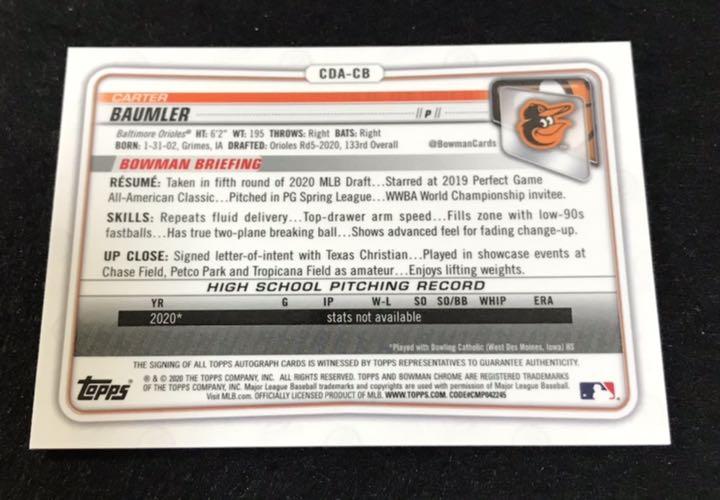 CDA-CB
CARTER
BAUMLER || P ||
Baltimore Orioles® HT: 6'2" WT: 195 THROWS: Right BATS: Right
BORN: 1-31-02, Grimes, IA DRAFTED: Orioles Rd5-2020, 133rd Overall @BowmanCards
BOWMAN BRIEFING
RÉSUMÉ: Taken in fifth round of 2020 MLB Draft...Starred at 2019 Perfect Game
All-American Classic...Pitched in PG Spring League...WWBA World Championship invitee.
SKILLS: Repeats fluid delivery...Top-drawer arm speed...Fills zone with low-90s
fastballs...Has true two-plane breaking ball...Shows advanced feel for fading change-up.
UP CLOSE: Signed letter-of-intent with Texas Christian...Played in showcase events at
Chase Field, Petco Park and Tropicana Field as amateur...Enjoys lifting weights.
HIGH SCHOOL PITCHING RECORD
YR G IP W-L SO SO/BB WHIP ERA
2020* stats not available
*Played with Dowling Catholic (West Des Moines, Iowa) HS
THE SIGNING OF ALL TOPPS AUTOGRAPH CARDS IS WITNESSED BY TOPPS REPRESENTATIVES TO GUARANTEE AUTHENTICITY.
topps
® & © 2020 THE TOPPS COMPANY, INC. ALL RIGHTS RESERVED. TOPPS AND BOWMAN CHROME ARE REGISTERED TRADEMARKS
OF THE TOPPS COMPANY, INC. Major League Baseball trademarks and copyrights are used with permission of Major League Baseball.
Visit MLB.com. OFFICIALLY LICENSED PRODUCT OF MLB. WWW.TOPPS.COM. CODE#CMP042245